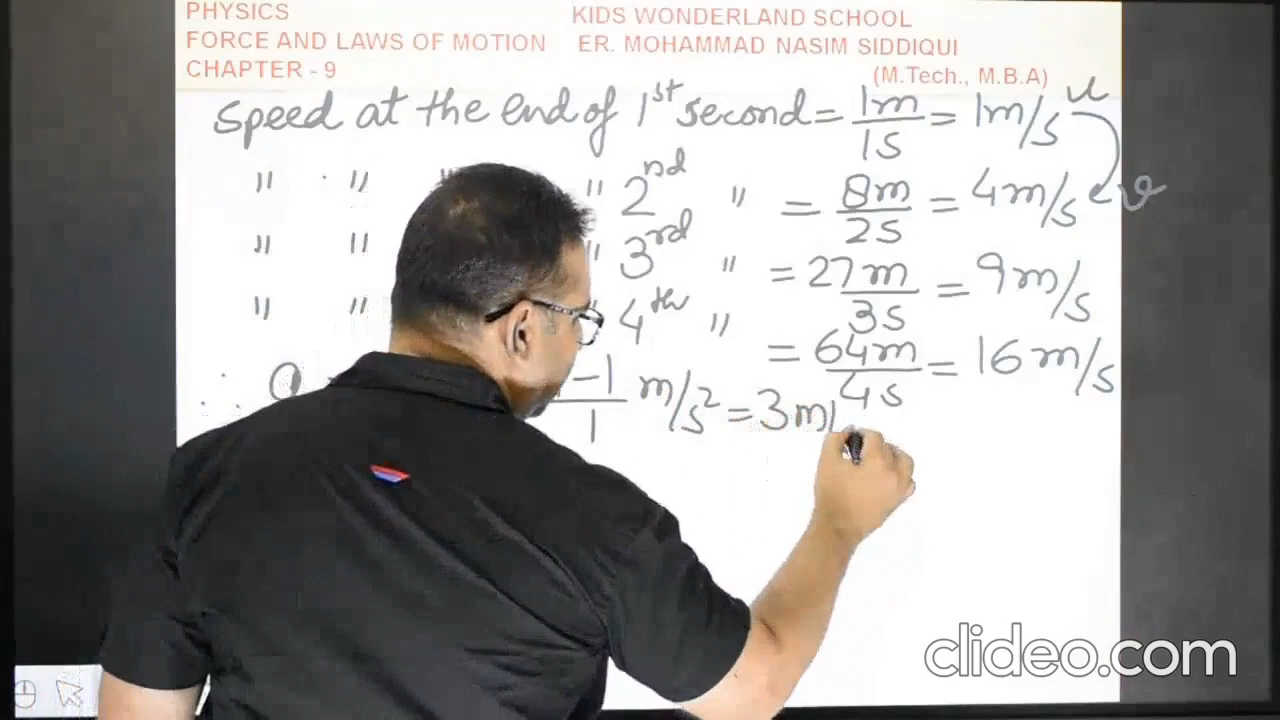 PHYSICS KIDS WONDERLAND SCHOOL
FORCE AND LAWS OF MOTION ER. MOHAMMAD NASIM SIDDIQUI
CHAPTER - 9 (M.Tech., M.B.A)
Speed at the end of 1st second = 1m/1s = 1m/s u
" " " " 2nd " = 8m/2s = 4m/s v
" " " 3rd " = 27m/3s = 9m/s
" " " 4th " = 64m/4s = 16m/s
∴ a -1/1 m/s² = 3m/
clideo.com